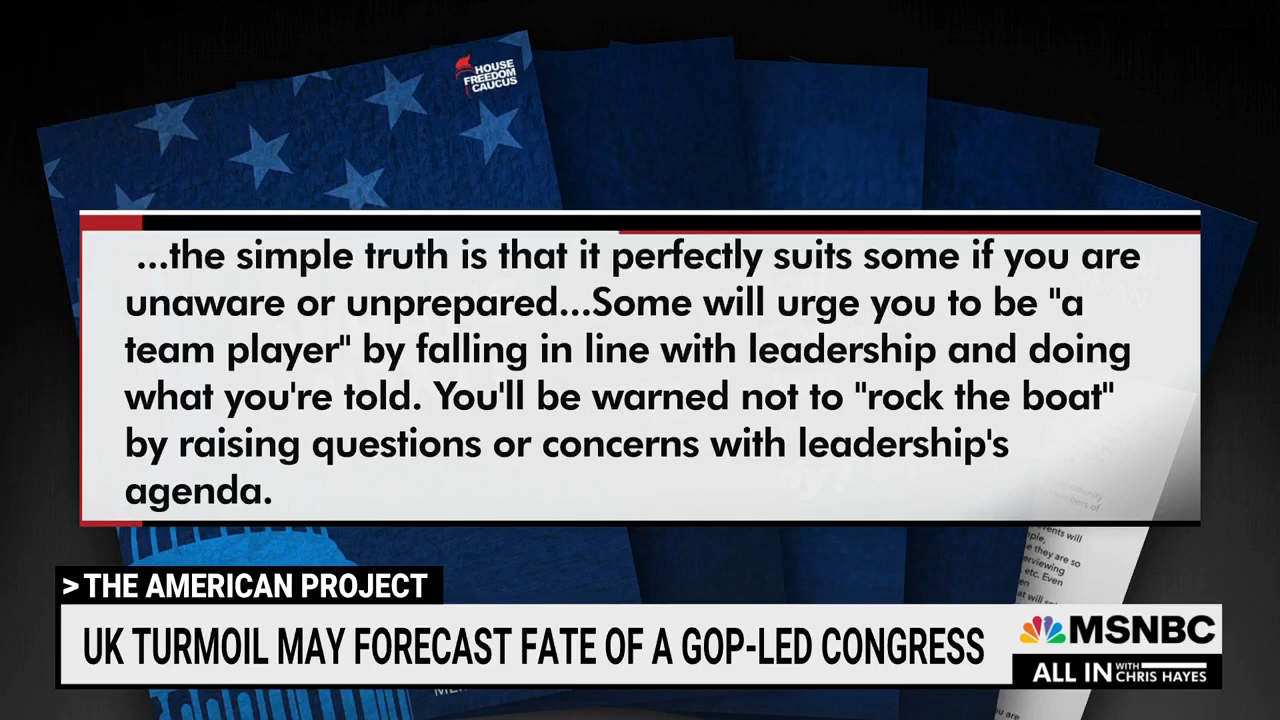 HOUSE
FREEDOM
CAUCUS
...the simple truth is that it perfectly suits some if you are
unaware or unprepared...Some will urge you to be "a
team player" by falling in line with leadership and doing
what you're told. You'll be warned not to "rock the boat"
by raising questions or concerns with leadership's
agenda.
> THE AMERICAN PROJECT
UK TURMOIL MAY FORECAST FATE OF A GOP-LED CONGRESS
MSNBC
ALL IN WITH CHRIS HAYES